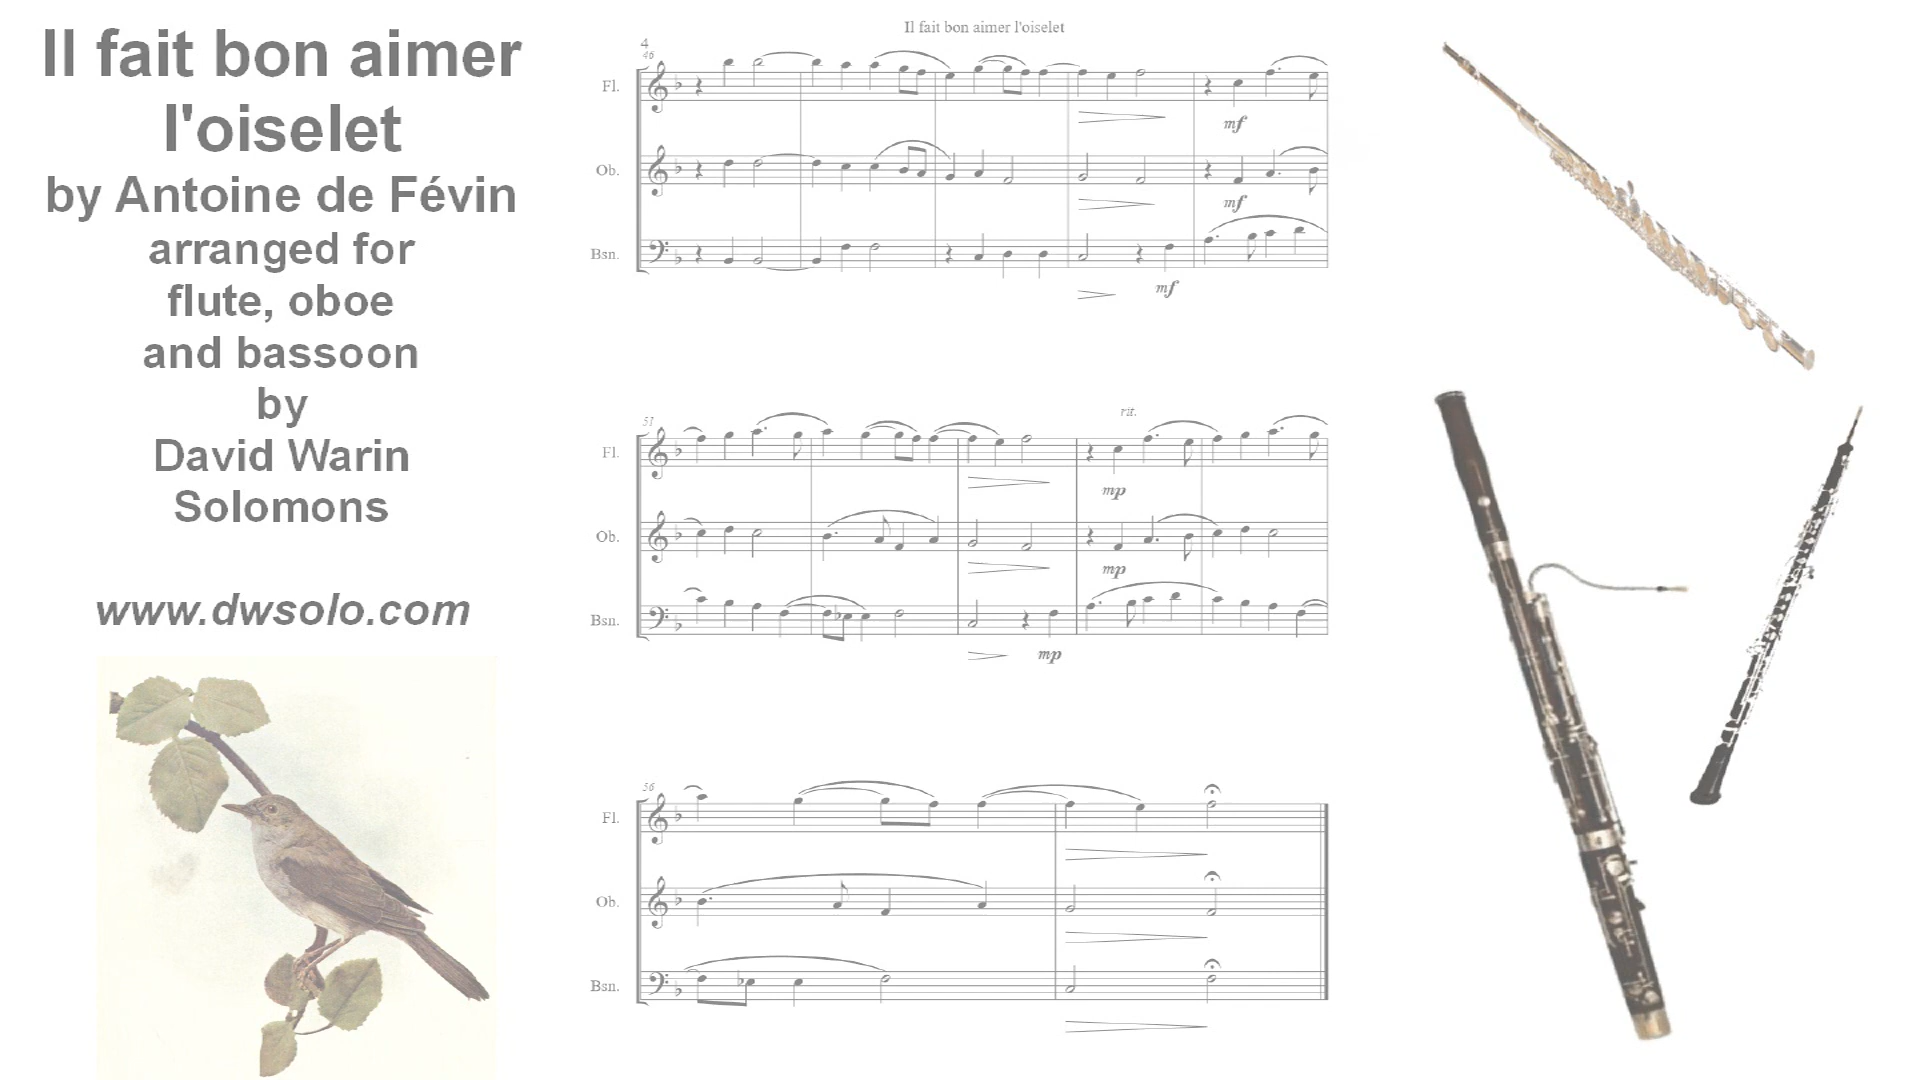 Il fait bon aimer
l'oiselet
by Antoine de Févin
arranged for
flute, oboe
and bassoon
by
David Warin
Solomons
www.dwsolo.com
Il fait bon aimer l'oiselet
4
46
Fl.
mf
Ob.
mf
Bsn.
mf
51
rit.
Fl.
mp
Ob.
mp
Bsn.
mp
56
Fl.
Ob.
Bsn.